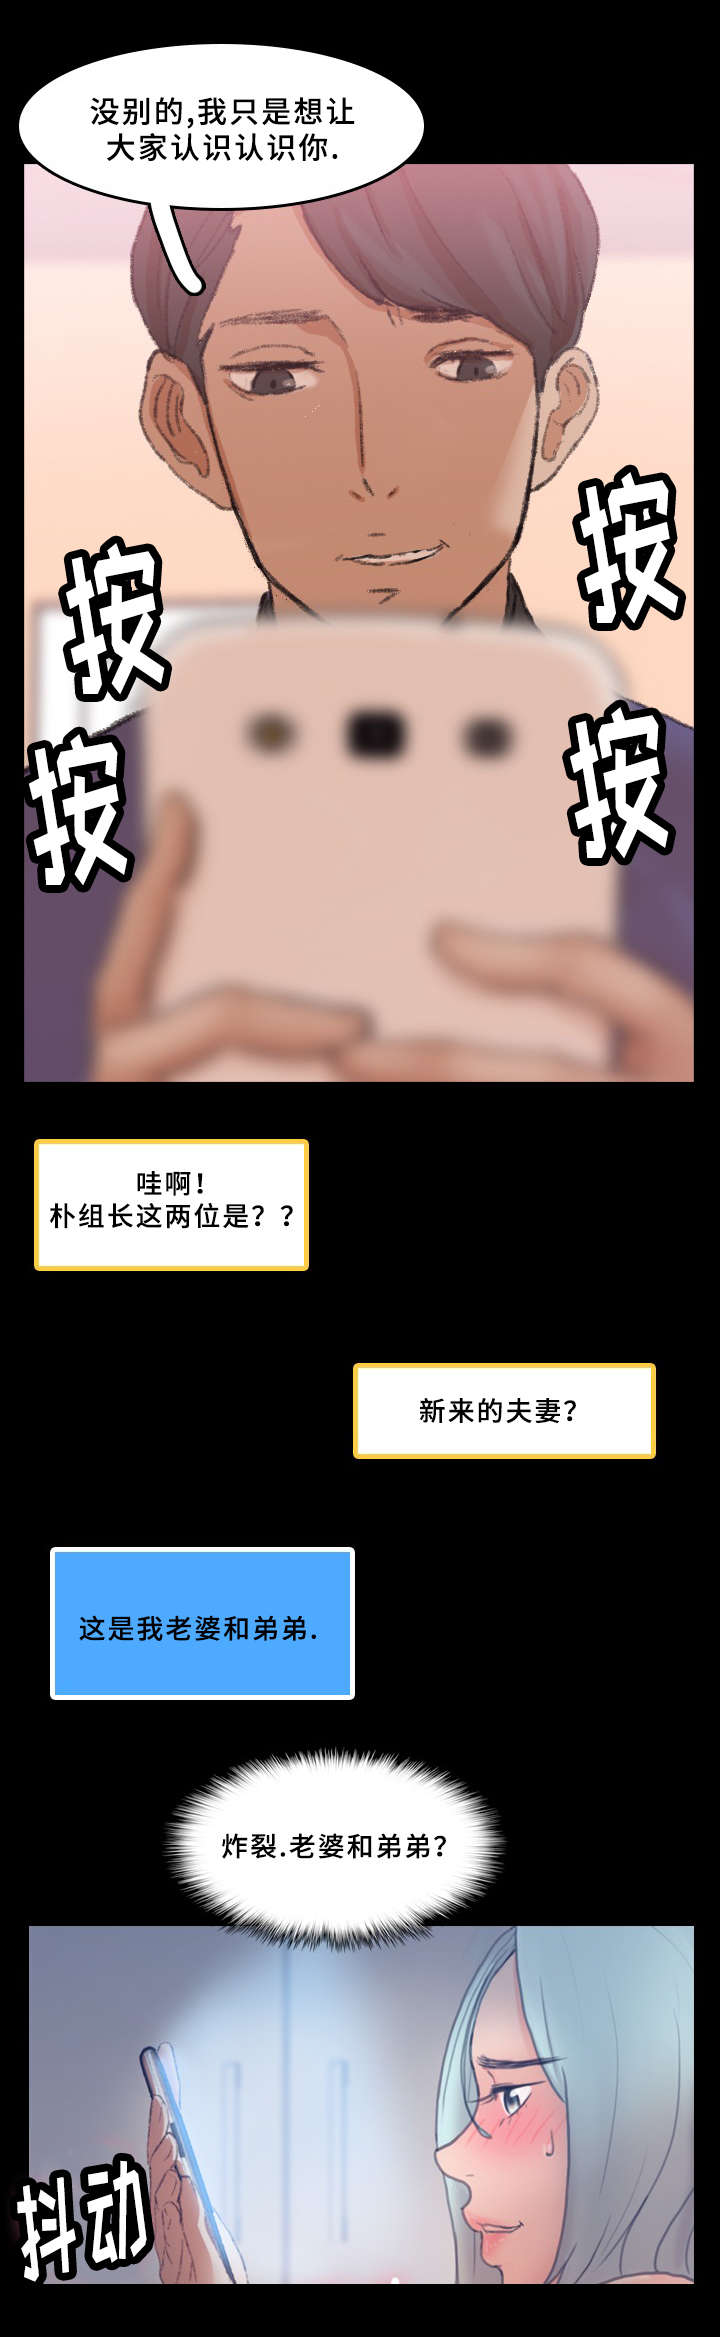 没别的,我只是想让
大家认识认识你.
按
按
按
按
哇啊!
朴组长这两位是??
新来的夫妻?
这是我老婆和弟弟.
炸裂.老婆和弟弟?
抖动